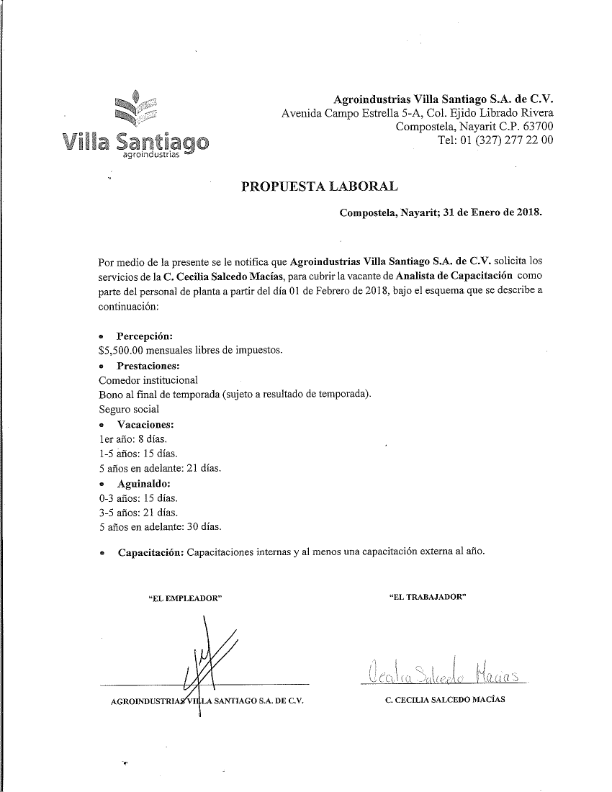 Villa Santiago
agroindustrias
Agroindustrias Villa Santiago S.A. de C.V.
Avenida Campo Estrella 5-A, Col. Ejido Librado Rivera
Compostela, Nayarit C.P. 63700
Tel: 01 (327) 277 22 00
PROPUESTA LABORAL
Compostela, Nayarit; 31 de Enero de 2018.
Por medio de la presente se le notifica que Agroindustrias Villa Santiago S.A. de C.V. solicita los
servicios de la C. Cecilia Salcedo Macías, para cubrir la vacante de Analista de Capacitación como
parte del personal de planta a partir del día 01 de Febrero de 2018, bajo el esquema que se describe a
continuación:
• Percepción:
$5,500.00 mensuales libres de impuestos.
• Prestaciones:
Comedor institucional
Bono al final de temporada (sujeto a resultado de temporada).
Seguro social
• Vacaciones:
1er año: 8 días.
1-5 años: 15 días.
5 años en adelante: 21 días.
• Aguinaldo:
0-3 años: 15 días.
3-5 años: 21 días.
5 años en adelante: 30 días.
• Capacitación: Capacitaciones internas y al menos una capacitación externa al año.
"EL EMPLEADOR"
"EL TRABAJADOR"
Cecilia Salcedo Macias
AGROINDUSTRIAS VILLA SANTIAGO S.A. DE C.V.
C. CECILIA SALCEDO MACÍAS